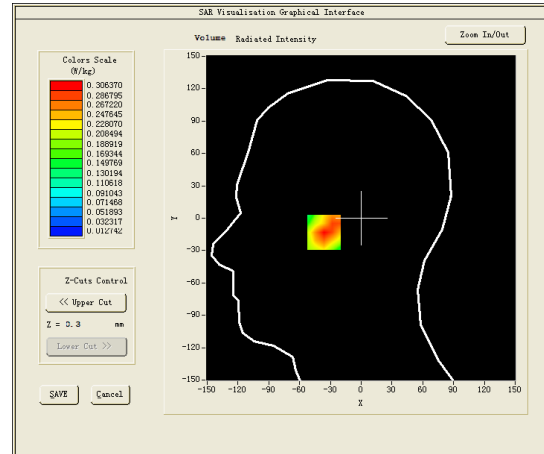 SAR Visualisation Graphical Interface
Volume Radiated Intensity
Zoom In/Out
Colors Scale
(W/kg)
0.306370
0.286795
0.267220
0.247645
0.228070
0.208494
0.188919
0.169344
0.149769
0.130194
0.110618
0.091043
0.071468
0.051893
0.032317
0.012742
Z-Cuts Control
<< Upper Cut
Z = 0.3 mm
Lower Cut >>
SAVE
Cancel
150
120
90
60
30
0
-30
-60
-90
-120
-150
Y
-150 -120 -90 -60 -30 0 30 60 90 120 150
X